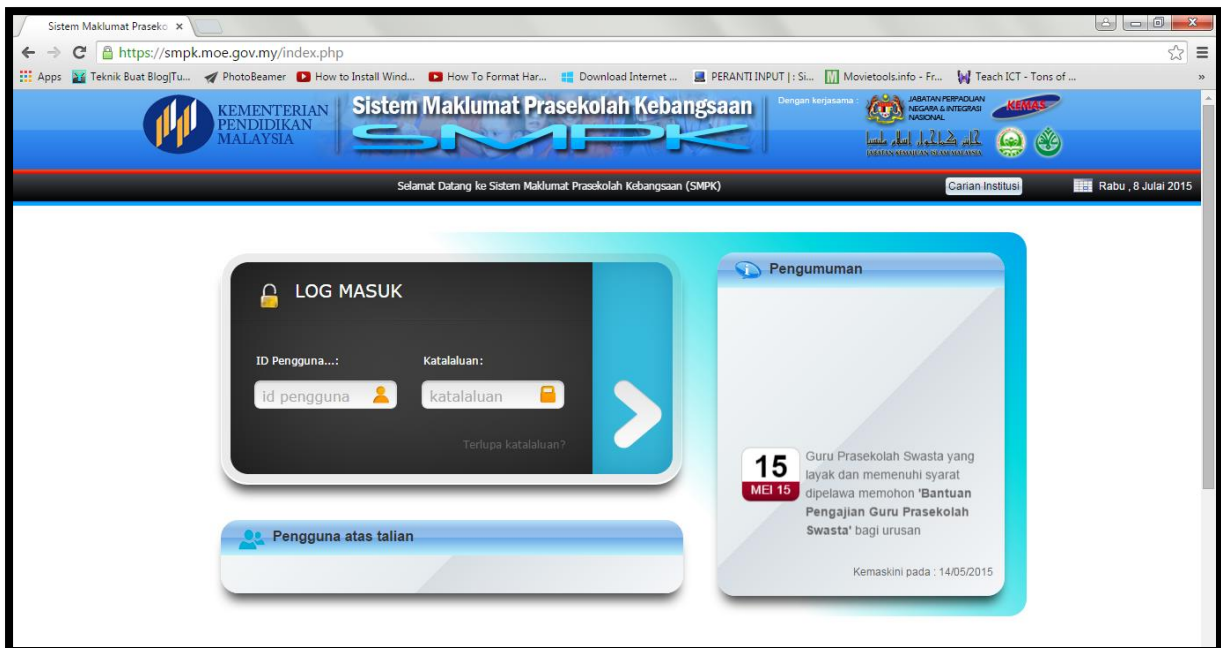 Sistem Maklumat Praseko
https://smpk.moe.gov.my/index.php
Apps Teknik Buat Blog|Tu... PhotoBeamer How to Install Wind... How To Format Har... Download Internet ... PERANTI INPUT | : Si... Movietools.info - Fr... Teach ICT - Tons of ... »
KEMENTERIAN
PENDIDIKAN
MALAYSIA
Sistem Maklumat Prasekolah Kebangsaan
SMPK
Dengan kerjasama :
JABATAN PERPADUAN
NEGARA & INTEGRASI
NASIONAL
KEMAS
JABATAN KEMAJUAN ISLAM MALAYSIA
Selamat Datang ke Sistem Maklumat Prasekolah Kebangsaan (SMPK)
Carian Institusi
Rabu , 8 Julai 2015
LOG MASUK
ID Pengguna...: Katalaluan:
id pengguna katalaluan
Terlupa katalaluan?
Pengguna atas talian
Pengumuman
15
MEI 15
Guru Prasekolah Swasta yang
layak dan memenuhi syarat
dipelawa memohon 'Bantuan
Pengajian Guru Prasekolah
Swasta' bagi urusan
Kemaskini pada : 14/05/2015